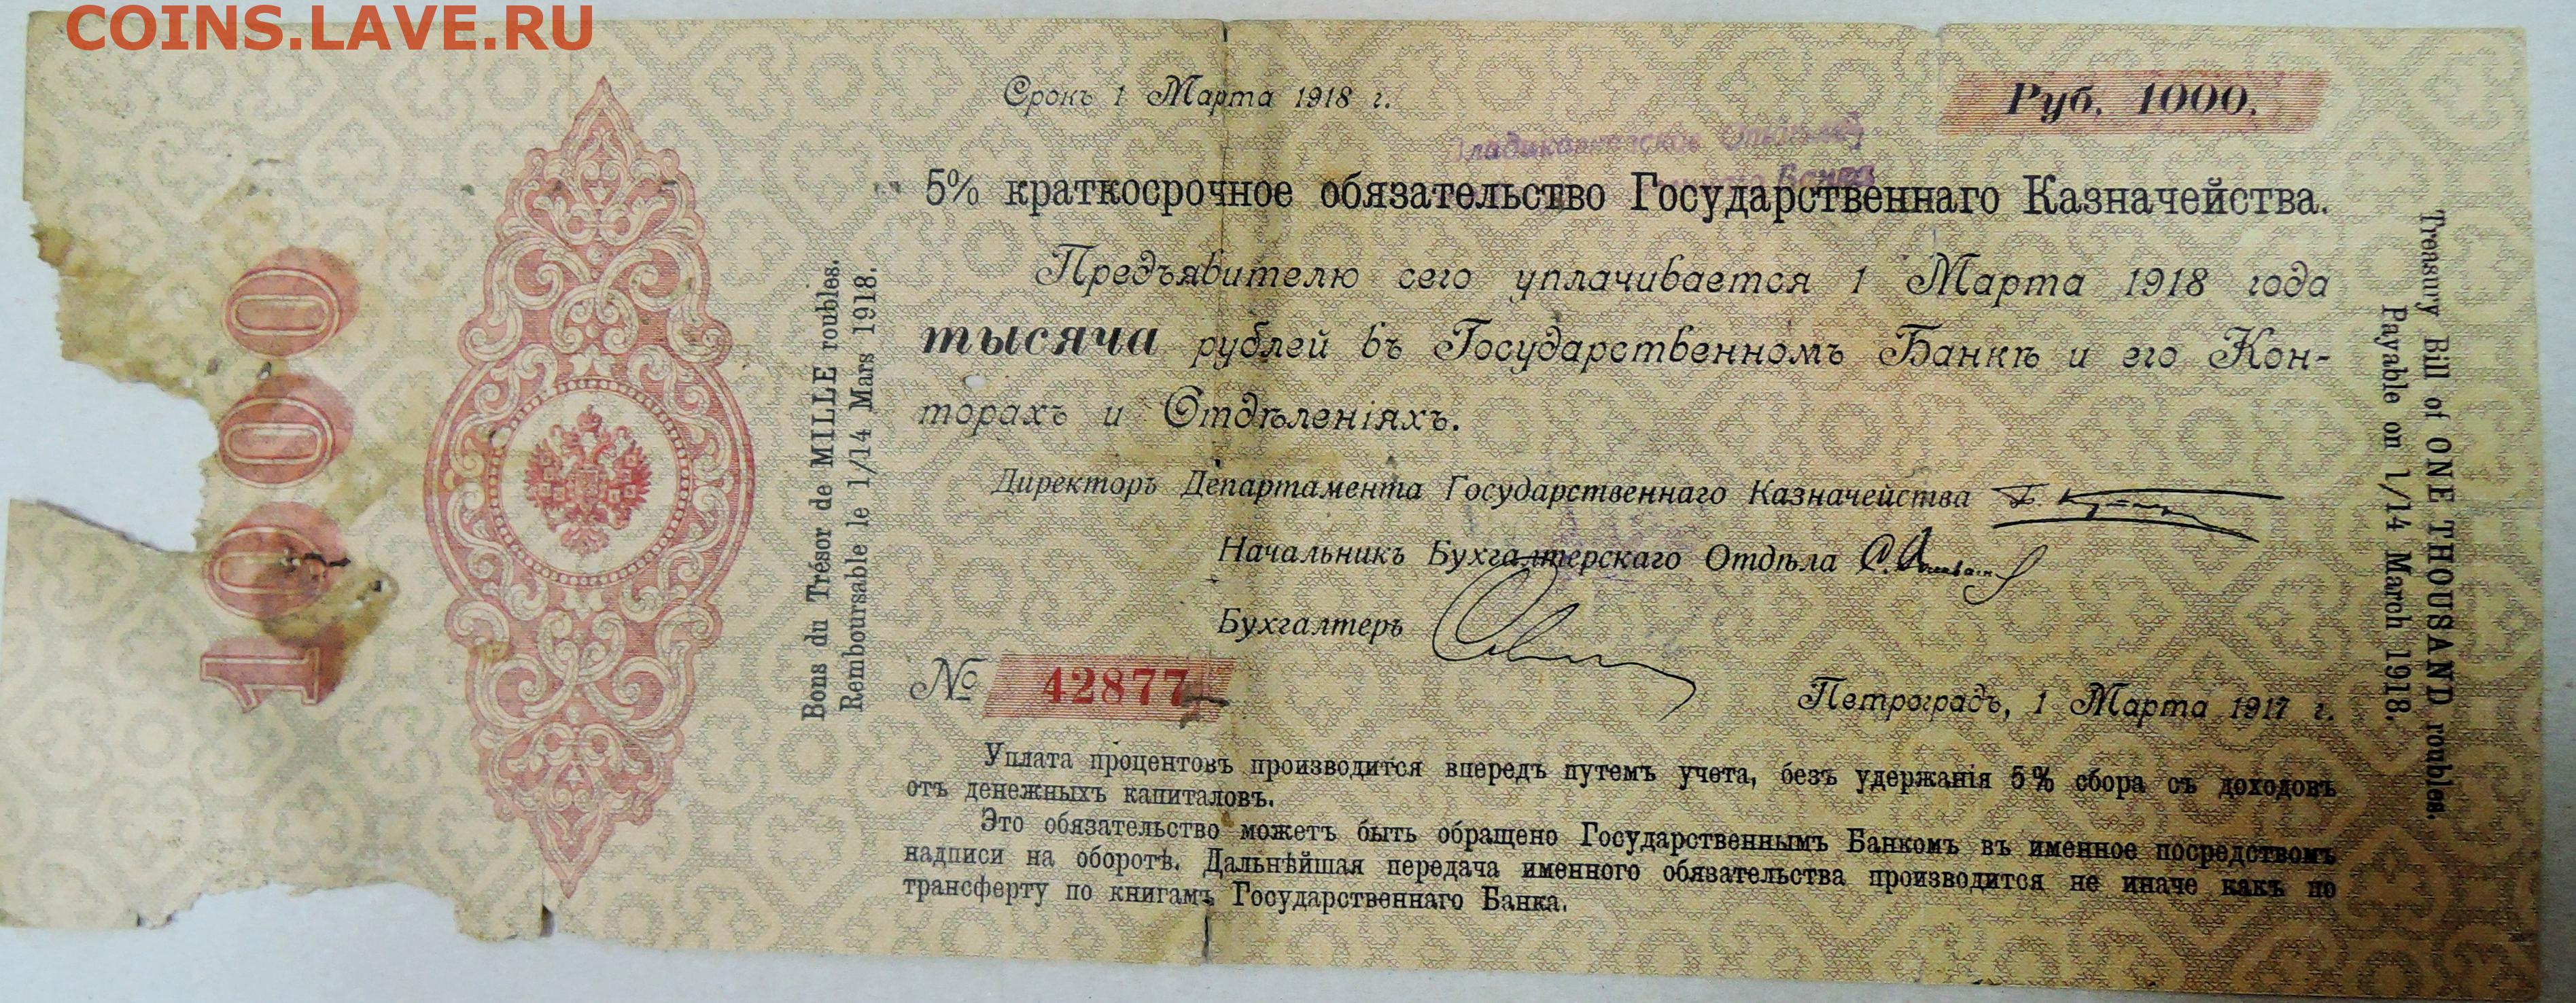 COINS.LAVE.RU
Срокъ 1 Марта 1918 г.
Руб. 1000.
5% краткосрочное обязательство Государственнаго Казначейства.
Предъявителю сего уплачивается 1 Марта 1918 года
тысяча рублей въ Государственномъ Банкѣ и его Кон-
торахъ и Отдѣленіяхъ.
Директоръ Департамента Государственнаго Казначейства
Начальникъ Бухгалтерскаго Отдѣла
Бухгалтеръ
№ 42877
Петроградъ, 1 Марта 1917 г.
Уплата процентовъ производится впередъ путемъ учета, безъ удержанія 5% сбора съ доходовъ
отъ денежныхъ капиталовъ.
Это обязательство можетъ быть обращено Государственнымъ Банкомъ въ именное посредствомъ
надписи на оборотѣ. Дальнѣйшая передача именного обязательства производится не иначе какъ по
трансферту по книгамъ Государственнаго Банка.
1000
Bons du Trésor de MILLE roubles.
Remboursable le 1/14 Mars 1918.
Treasury Bill of ONE THOUSAND roubles.
Payable on 1/14 March 1918.
Банка